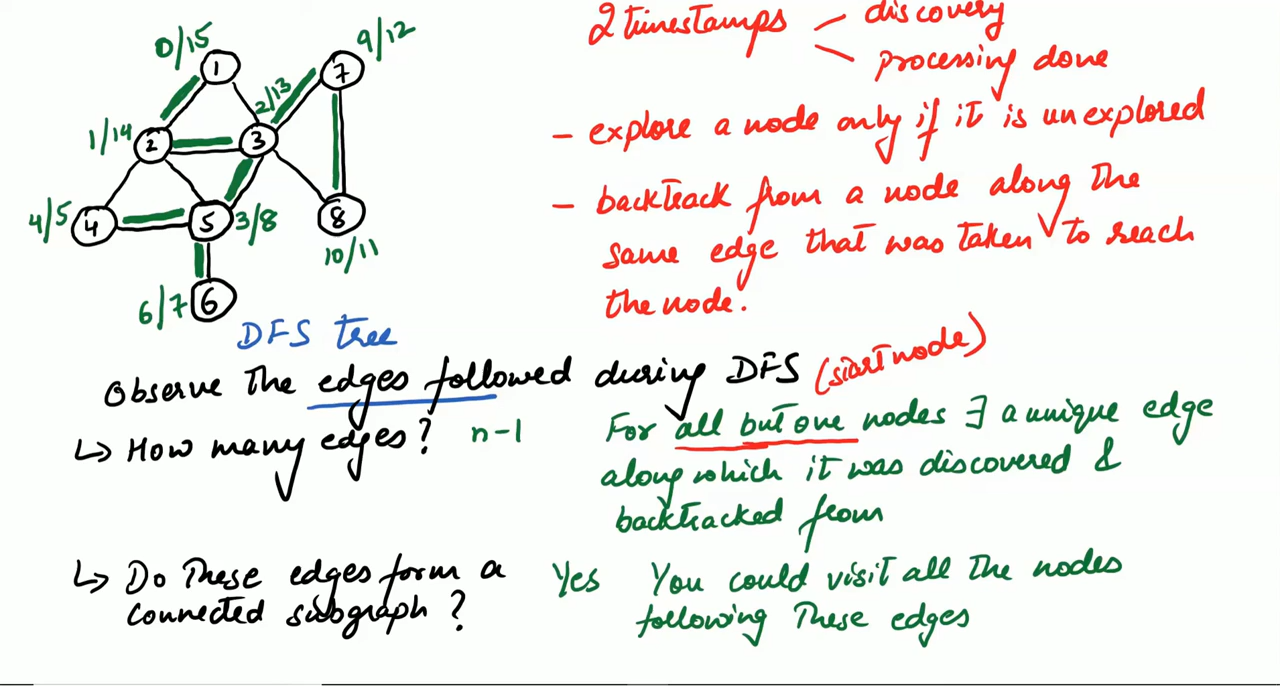 0/15
1
9/12
7
2/13
1/14
2
3
4/5
4
5
3/8
8
10/11
6/7
6
DFS tree
2 timestamps
discovery
processing done
- explore a node only if it is unexplored
- backtrack from a node along the
same edge that was taken to reach
the node.
Observe the edges followed during DFS (start node)
↳ How many edges? n-1
For all but one nodes ∃ a unique edge
along which it was discovered &
backtracked from
↳ Do these edges form a
connected subgraph?
Yes You could visit all the nodes
following these edges